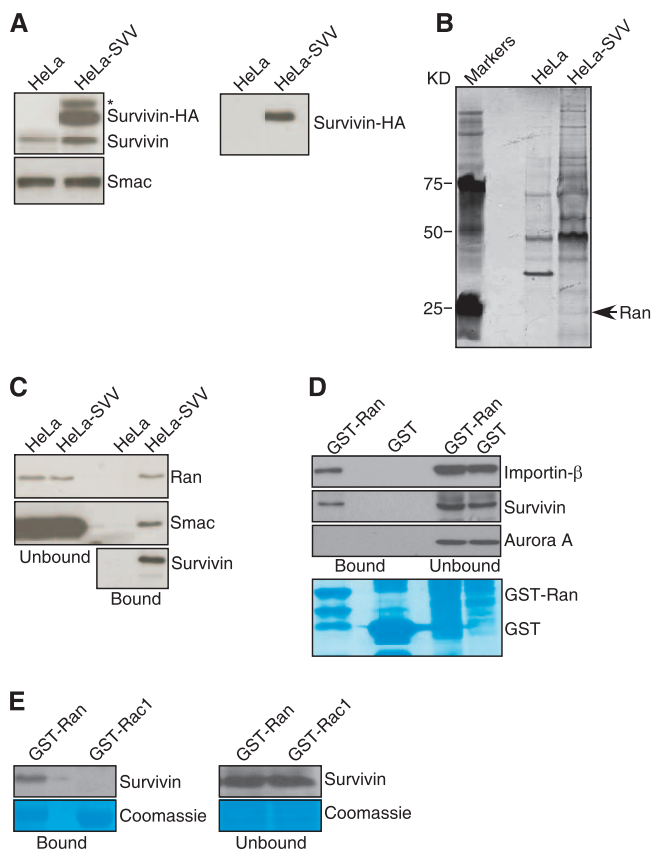 A
HeLa
HeLa-SVV
*
Survivin-HA
Survivin
Smac
HeLa
HeLa-SVV
Survivin-HA
B
KD
Markers
HeLa
HeLa-SVV
75
50
25
Ran
C
HeLa
HeLa-SVV
HeLa
HeLa-SVV
Ran
Smac
Unbound
Survivin
Bound
D
GST-Ran
GST
GST-Ran
GST
Importin-β
Survivin
Aurora A
Bound
Unbound
GST-Ran
GST
E
GST-Ran
GST-Rac1
Survivin
Coomassie
Bound
GST-Ran
GST-Rac1
Survivin
Coomassie
Unbound